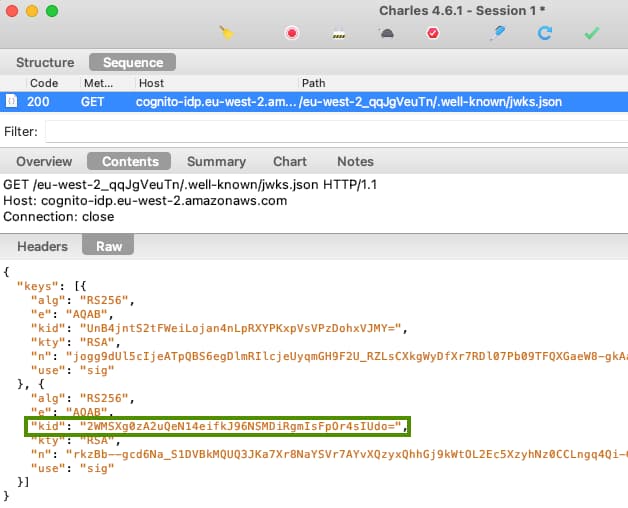 Charles 4.6.1 - Session 1 *
Structure Sequence
Code Met... Host Path
200 GET cognito-idp.eu-west-2.am... /eu-west-2_qqJgVeuTn/.well-known/jwks.json
Filter:
Overview Contents Summary Chart Notes
GET /eu-west-2_qqJgVeuTn/.well-known/jwks.json HTTP/1.1
Host: cognito-idp.eu-west-2.amazonaws.com
Connection: close
Headers Raw
{
"keys": [{
"alg": "RS256",
"e": "AQAB",
"kid": "UnB4jntS2tFWeiLojan4nLpRXYPKxpVsVPzDohxVJMY=",
"kty": "RSA",
"n": "jogg9dUl5cIjeATpQBS6egDlmRIlcjeUyqmGH9F2U_RZLsCXkgWyDfXr7RDl07Pb09TFQXGaeW8-gkAa
"use": "sig"
}, {
"alg": "RS256",
"e": "AQAB",
"kid": "2WMSXg0zA2uQeN14eifkJ96NSMDiRgmIsFpOr4sIUdo=",
"kty": "RSA",
"n": "rkzBb--gcd6Na_S1DVBkMQUQ3JKa7Xr8NaYSVr7AYvXQzyxQhhGj9kWtOL2Ec5XzyhNz0CCLngq4Qi-
"use": "sig"
}]
}